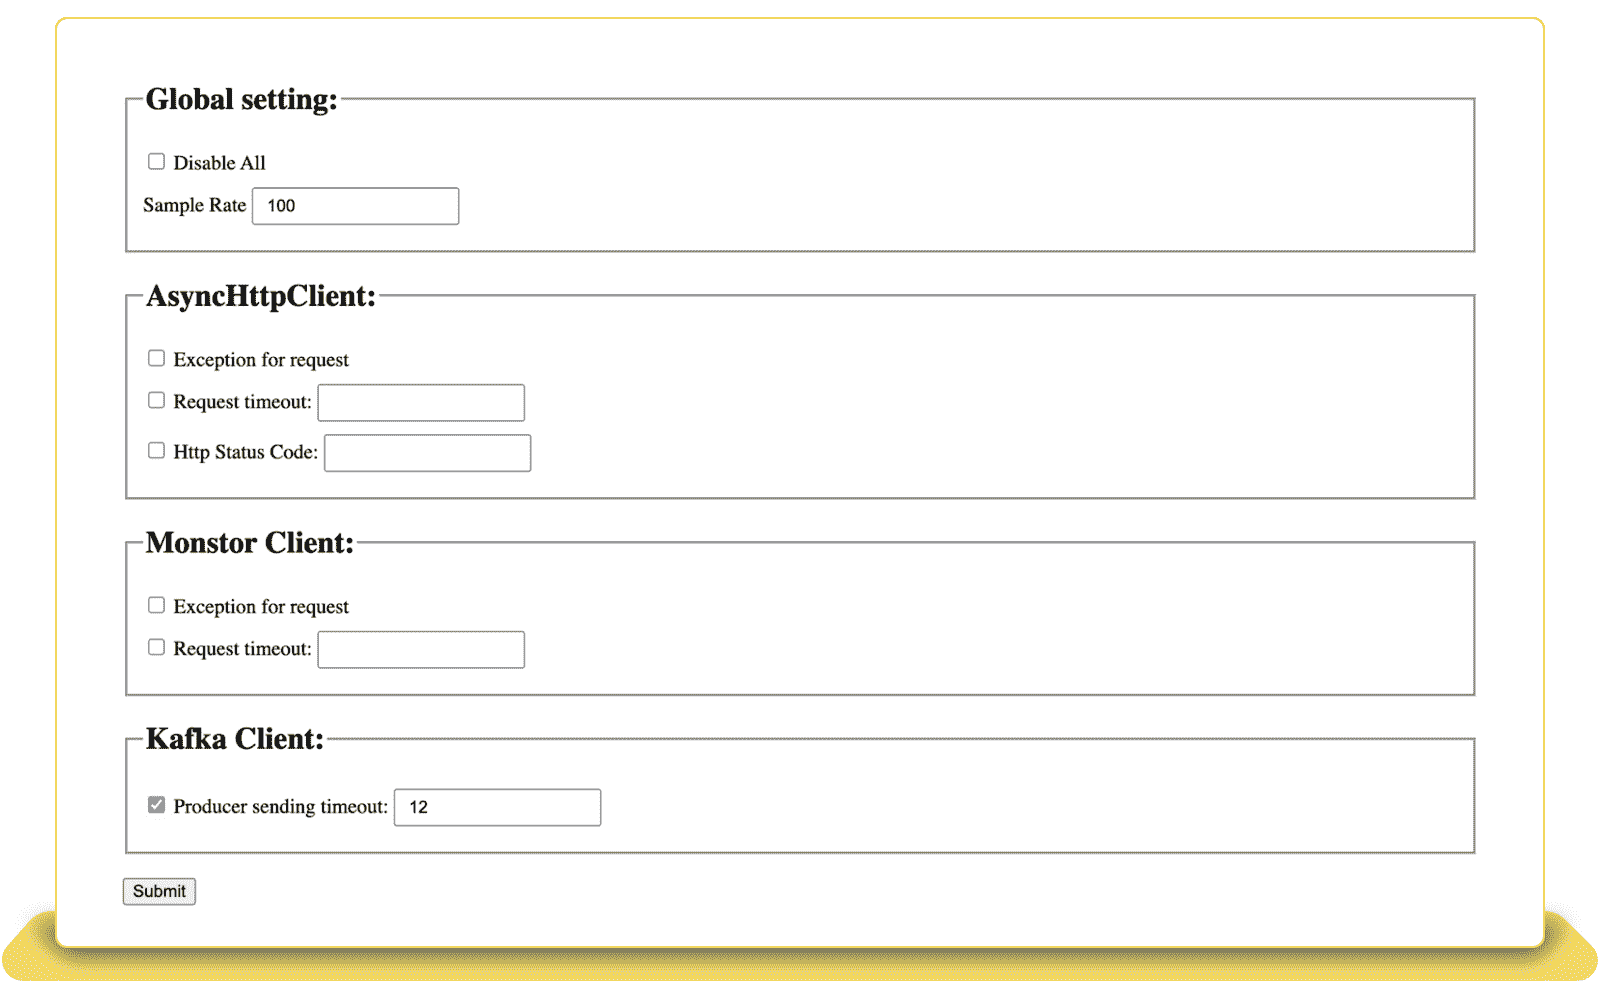 Global setting:
Disable All
Sample Rate 100
AsyncHttpClient:
Exception for request
Request timeout:
Http Status Code:
Monstor Client:
Exception for request
Request timeout:
Kafka Client:
Producer sending timeout: 12
Submit